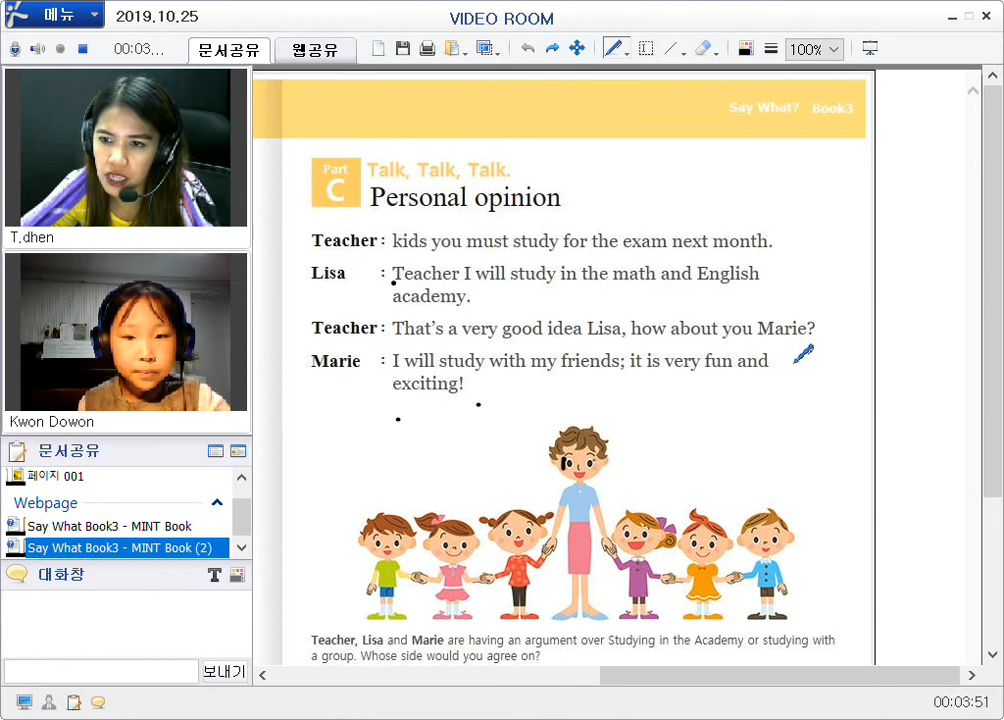 메뉴
2019.10.25
VIDEO ROOM
00:03...
문서공유
웹공유
100%
T.dhen
Kwon Dowon
문서공유
페이지 001
Webpage
Say What Book3 - MINT Book
Say What Book3 - MINT Book (2)
대화창
T
보내기
Say What? Book3
Part
C
Talk, Talk, Talk.
Personal opinion
Teacher : kids you must study for the exam next month.
Lisa : Teacher I will study in the math and English
academy.
Teacher : That's a very good idea Lisa, how about you Marie?
Marie : I will study with my friends; it is very fun and
exciting!
Teacher, Lisa and Marie are having an argument over Studying in the Academy or studying with
a group. Whose side would you agree on?
00:03:51